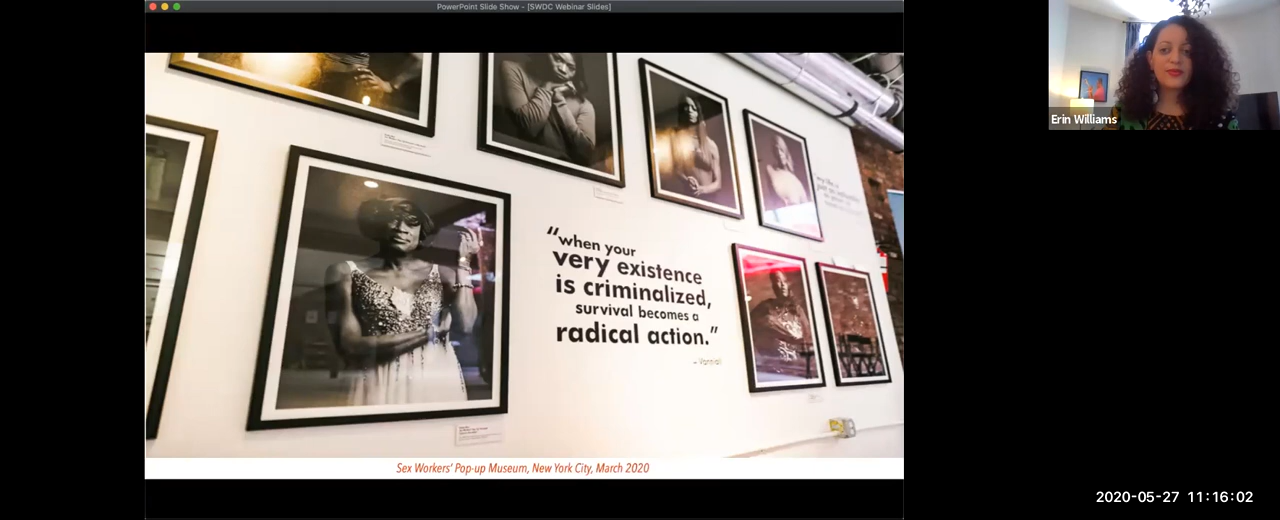 PowerPoint Slide Show - [SWDC Webinar Slides]
Erin Williams
“when your
very existence
is criminalized,
survival becomes a
radical action.”
Sex Workers' Pop-up Museum, New York City, March 2020
2020-05-27 11:16:02